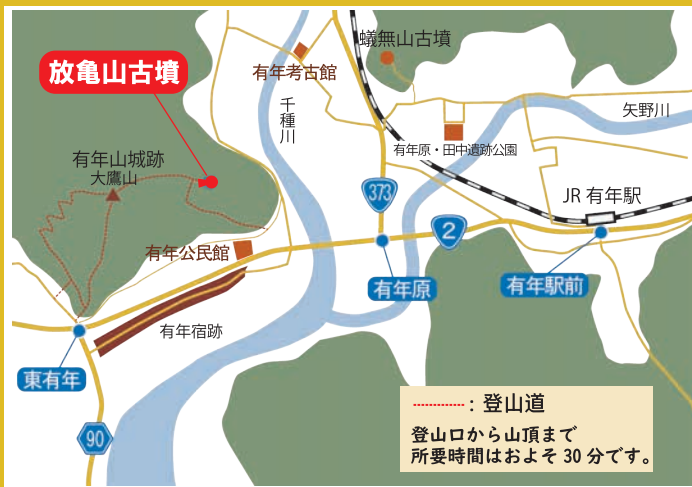 蟻無山古墳
放亀山古墳
有年考古館
千種川
矢野川
有年原・田中遺跡公園
有年山城跡
大鷹山
373
JR 有年駅
2
有年公民館
有年原
有年駅前
有年宿跡
東有年
90
: 登山道
登山口から山頂まで
所要時間はおよそ 30 分です。